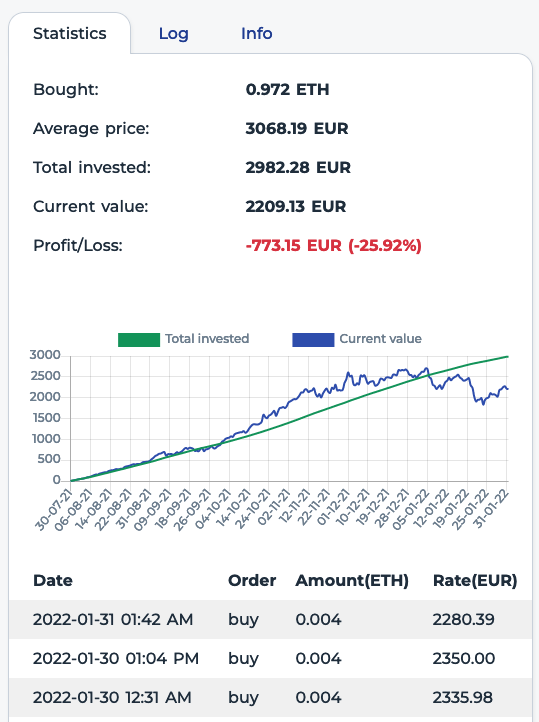 Statistics Log Info
Bought: 0.972 ETH
Average price: 3068.19 EUR
Total invested: 2982.28 EUR
Current value: 2209.13 EUR
Profit/Loss: -773.15 EUR (-25.92%)
Total invested Current value
3000
2500
2000
1500
1000
500
0
30-07-21 06-08-21 14-08-21 22-08-21 31-08-21 09-09-21 18-09-21 26-09-21 04-10-21 14-10-21 24-10-21 02-11-21 12-11-21 22-11-21 01-12-21 10-12-21 19-12-21 28-12-21 05-01-22 12-01-22 19-01-22 25-01-22 31-01-22
Date Order Amount(ETH) Rate(EUR)
2022-01-31 01:42 AM buy 0.004 2280.39
2022-01-30 01:04 PM buy 0.004 2350.00
2022-01-30 12:31 AM buy 0.004 2335.98